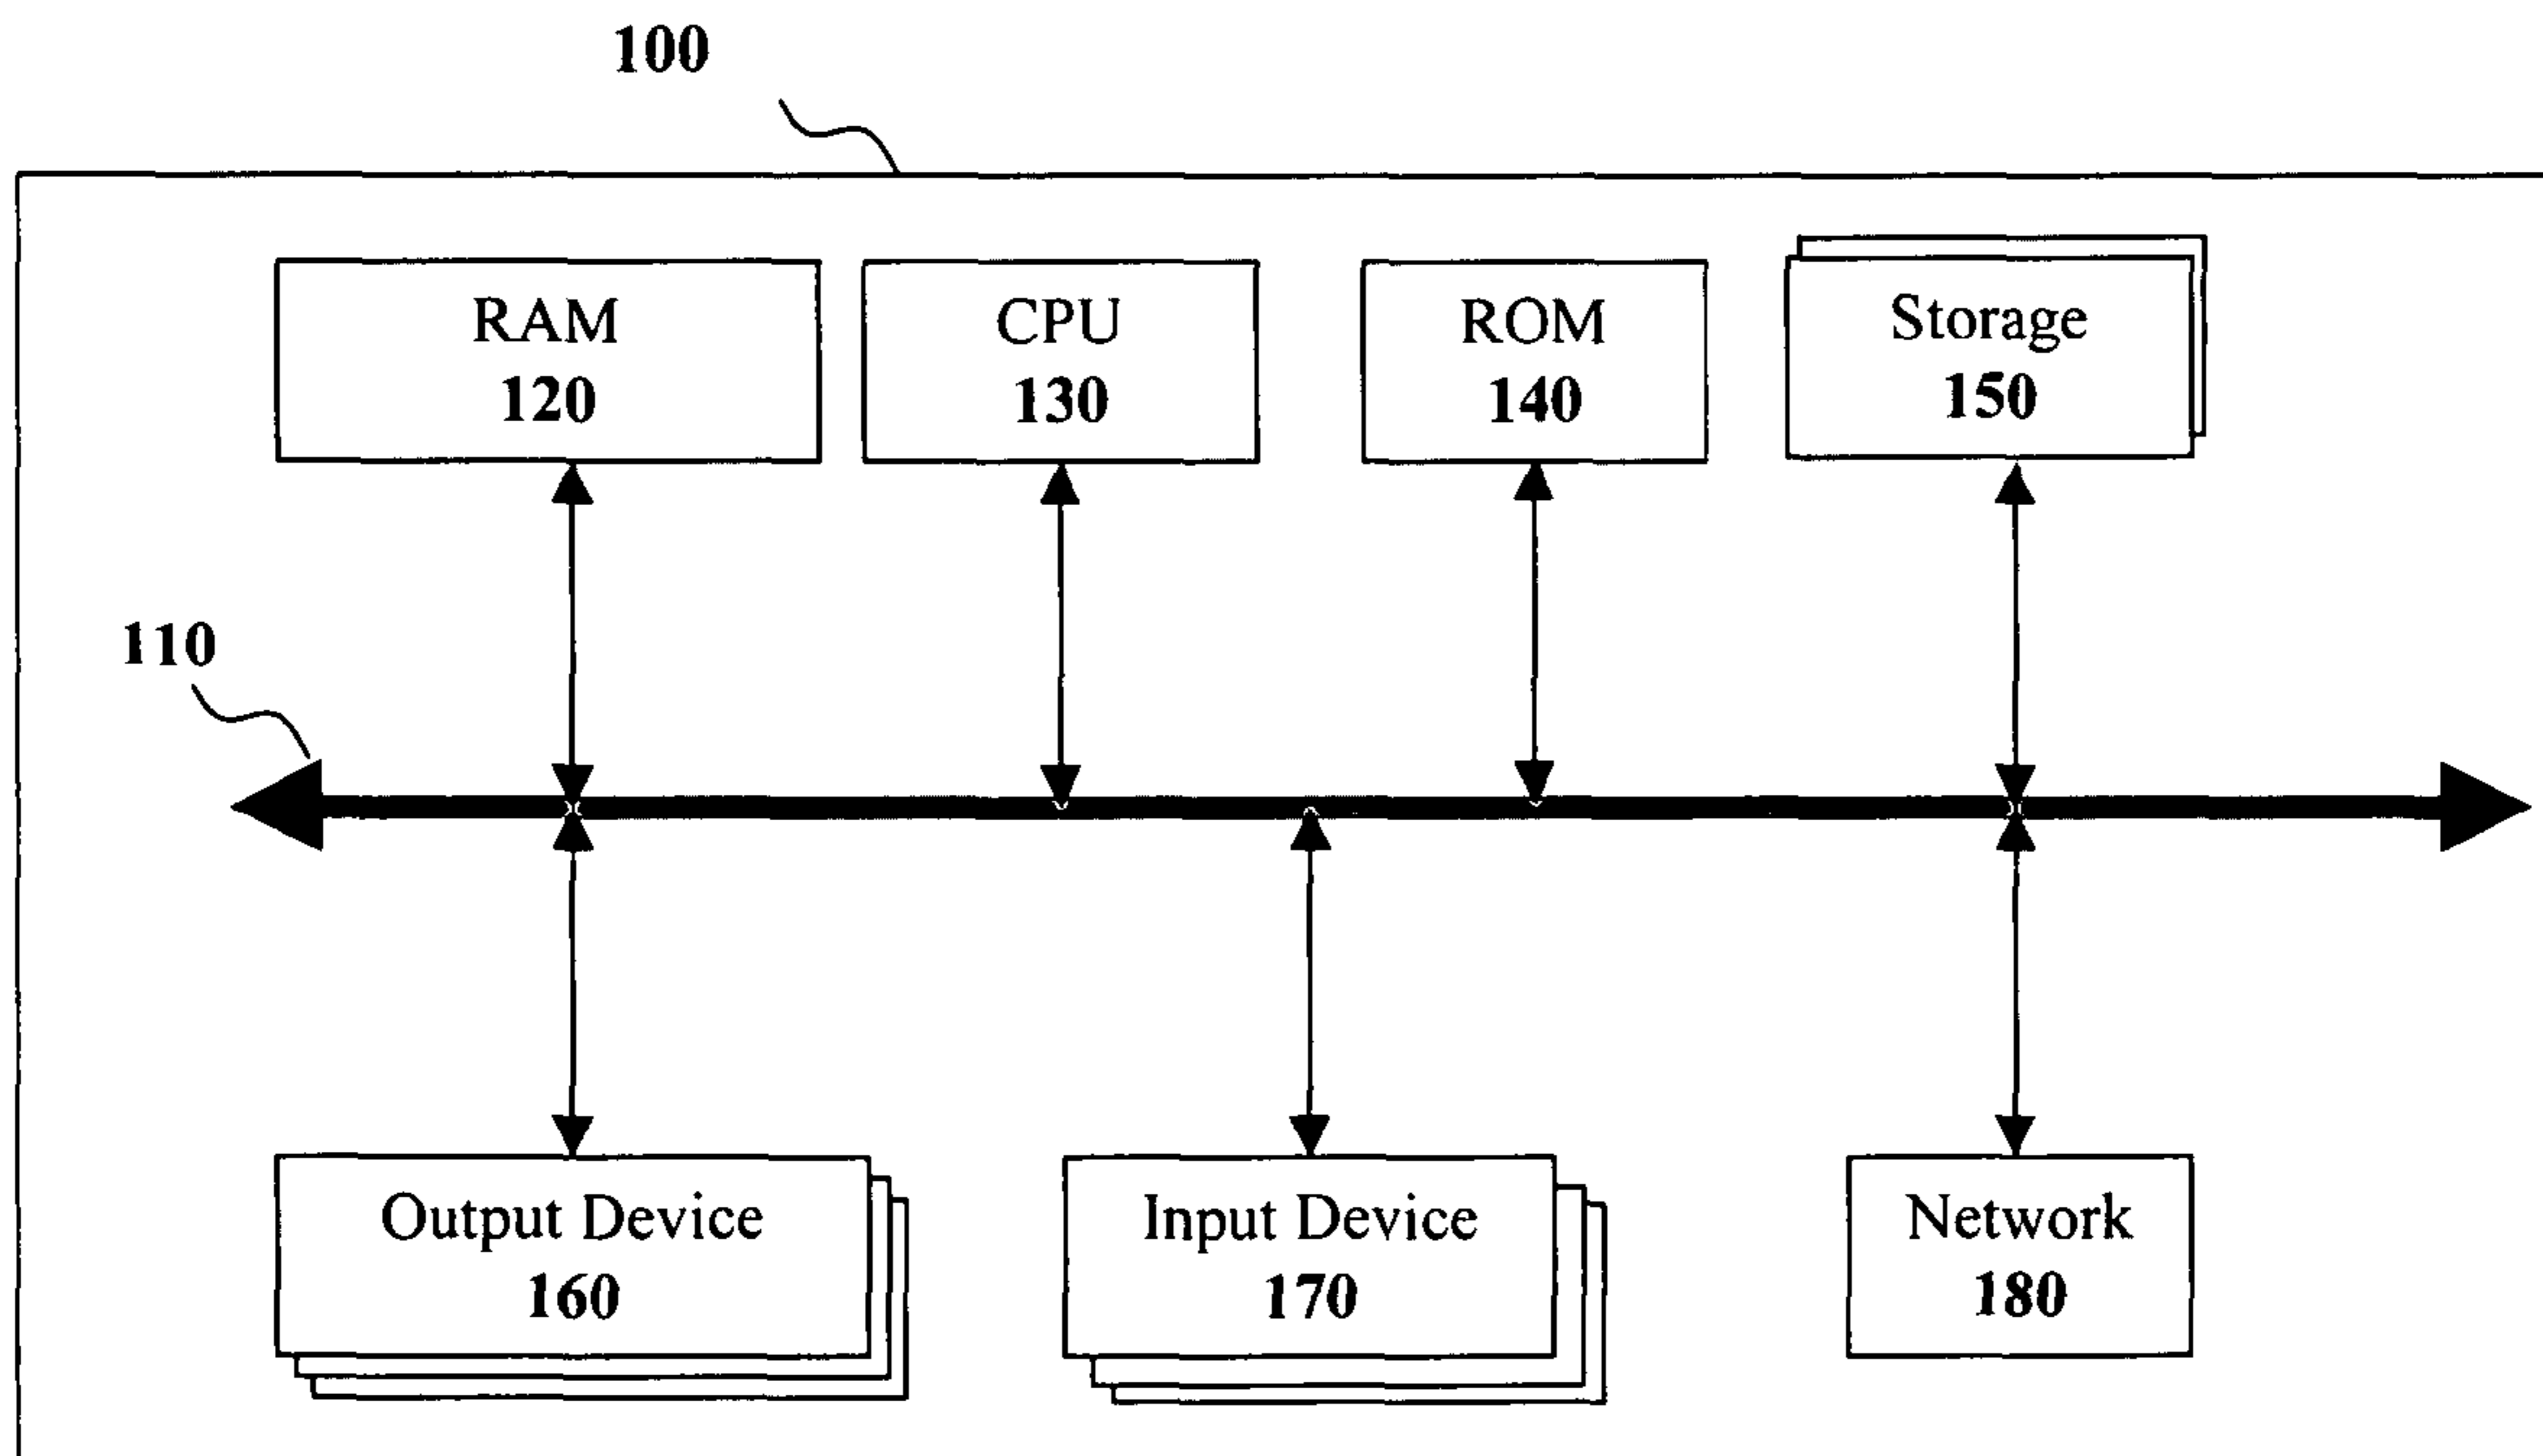 100
RAM
120
CPU
130
ROM
140
Storage
150
110
Output Device
160
Input Device
170
Network
180